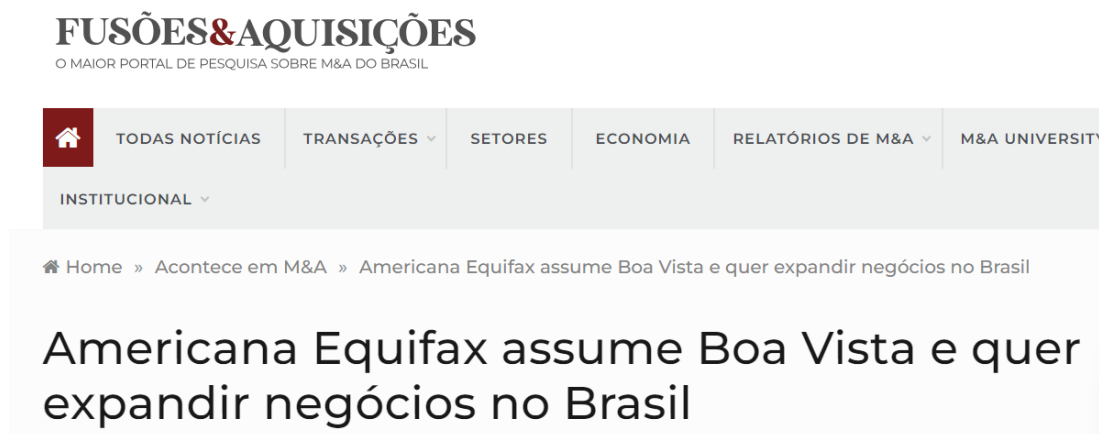 FUSÕES&AQUISIÇÕES
O MAIOR PORTAL DE PESQUISA SOBRE M&A DO BRASIL
TODAS NOTÍCIAS TRANSAÇÕES SETORES ECONOMIA RELATÓRIOS DE M&A M&A UNIVERSITY
INSTITUCIONAL
Home » Acontece em M&A » Americana Equifax assume Boa Vista e quer expandir negócios no Brasil
Americana Equifax assume Boa Vista e quer
expandir negócios no Brasil